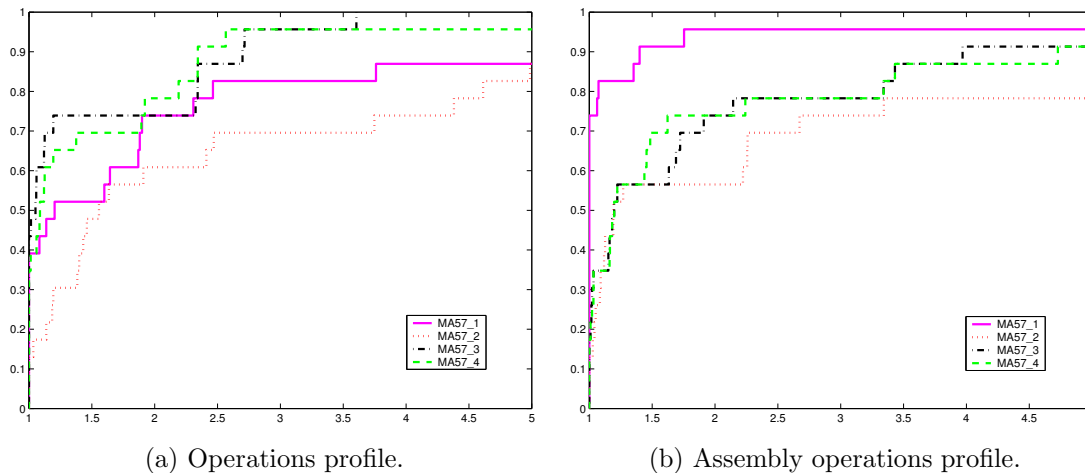 1
0.9
0.8
0.7
0.6
0.5
0.4
0.3
0.2
0.1
0
1 1.5 2 2.5 3 3.5 4 4.5 5
MA57_1
MA57_2
MA57_3
MA57_4
(a) Operations profile.
1
0.9
0.8
0.7
0.6
0.5
0.4
0.3
0.2
0.1
0
1 1.5 2 2.5 3 3.5 4 4.5
MA57_1
MA57_2
MA57_3
MA57_4
(b) Assembly operations profile.